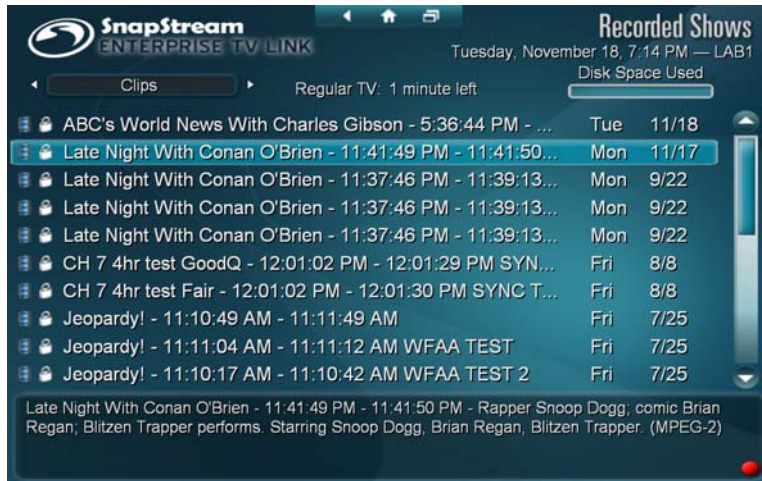 SnapStream
ENTERPRISE TV LINK
Recorded Shows
Tuesday, November 18, 7:14 PM — LAB1
Clips
Regular TV: 1 minute left
Disk Space Used
ABC's World News With Charles Gibson - 5:36:44 PM - ... Tue 11/18
Late Night With Conan O'Brien - 11:41:49 PM - 11:41:50... Mon 11/17
Late Night With Conan O'Brien - 11:37:46 PM - 11:39:13... Mon 9/22
Late Night With Conan O'Brien - 11:37:46 PM - 11:39:13... Mon 9/22
Late Night With Conan O'Brien - 11:37:46 PM - 11:39:13... Mon 9/22
CH 7 4hr test GoodQ - 12:01:02 PM - 12:01:29 PM SYN... Fri 8/8
CH 7 4hr test Fair - 12:01:02 PM - 12:01:30 PM SYNC T... Fri 8/8
Jeopardy! - 11:10:49 AM - 11:11:49 AM Fri 7/25
Jeopardy! - 11:11:04 AM - 11:11:12 AM WFAA TEST Fri 7/25
Jeopardy! - 11:10:17 AM - 11:10:42 AM WFAA TEST 2 Fri 7/25
Late Night With Conan O'Brien - 11:41:49 PM - 11:41:50 PM - Rapper Snoop Dogg; comic Brian
Regan; Blitzen Trapper performs. Starring Snoop Dogg, Brian Regan, Blitzen Trapper. (MPEG-2)